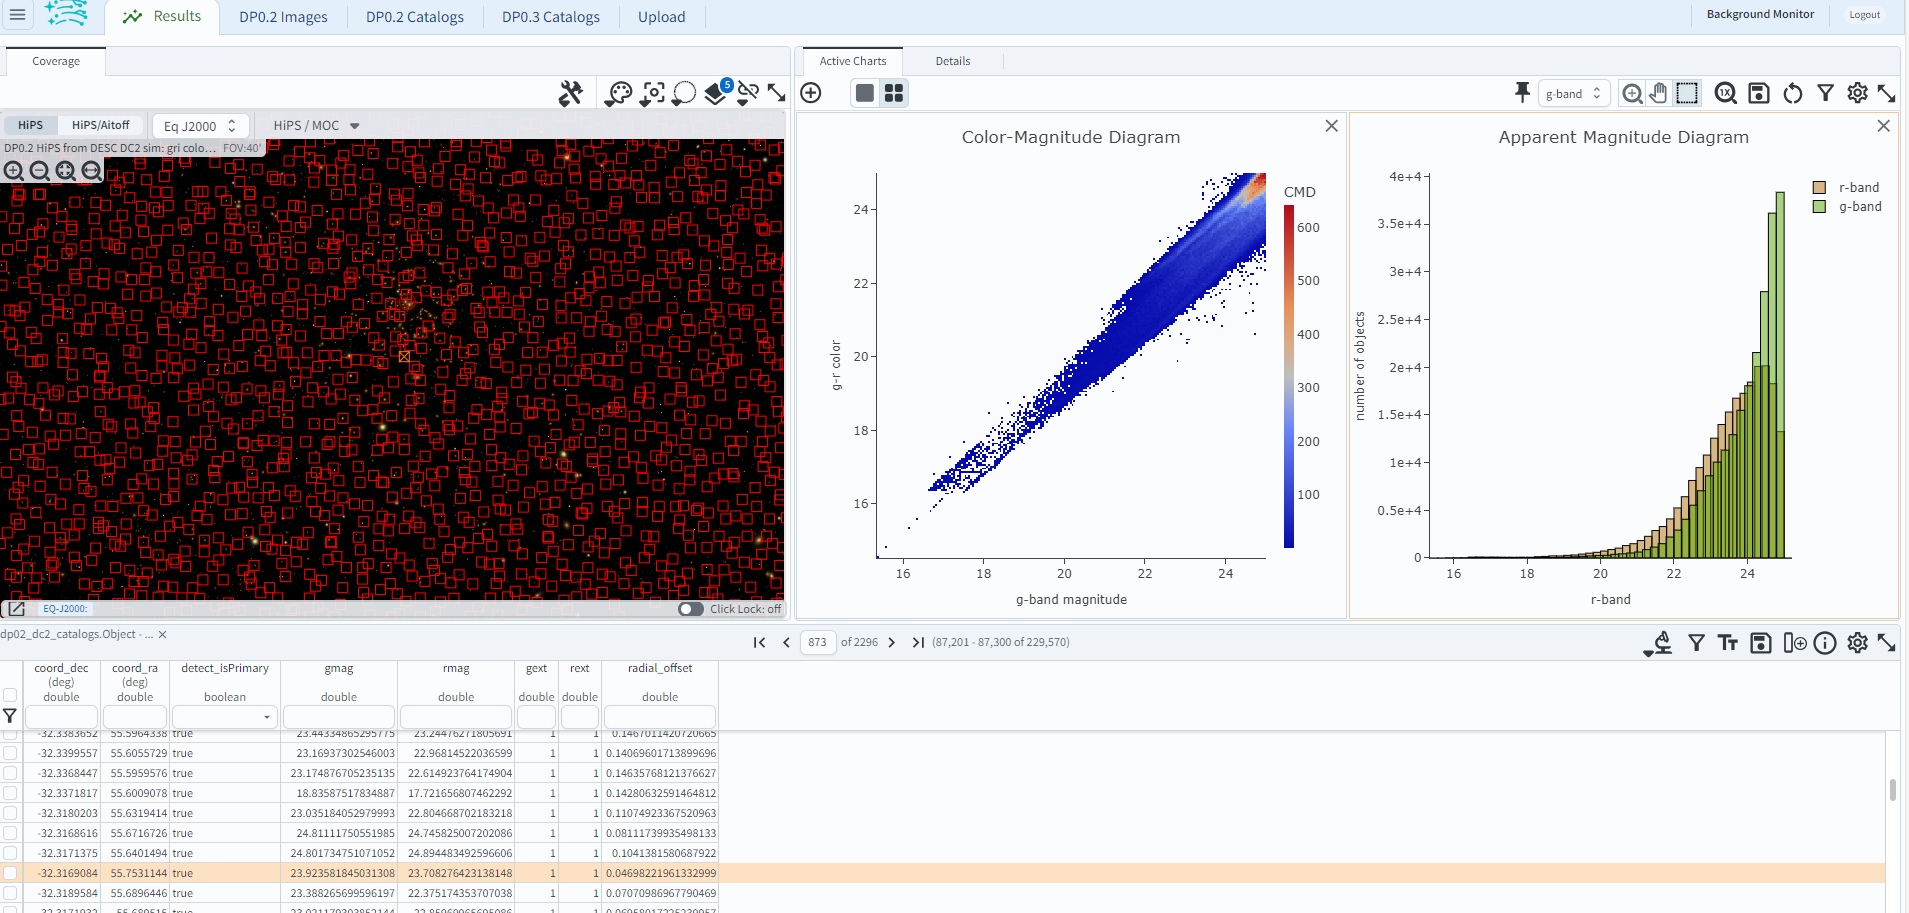 Results
DP0.2 Images
DP0.2 Catalogs
DP0.3 Catalogs
Upload
Background Monitor
Logout
Coverage
5
HiPS
HiPS/Aitoff
Eq J2000
HiPS / MOC
DP0.2 HiPS from DESC DC2 sim: gri colo...
FOV:40'
EQ-J2000:
Click Lock: off
Active Charts
Details
g-band
1X
Color-Magnitude Diagram
CMD
24
22
20
18
16
g-r color
16
18
20
22
24
g-band magnitude
600
500
400
300
200
100
Apparent Magnitude Diagram
r-band
g-band
4e+4
3.5e+4
3e+4
2.5e+4
2e+4
1.5e+4
1e+4
0.5e+4
0
number of objects
16
18
20
22
24
r-band
dp02_dc2_catalogs.Object - ...
873 of 2296
(87,201 - 87,300 of 229,570)
coord_dec coord_ra detect_isPrimary gmag rmag gext rext radial_offset
(deg) (deg)
double double boolean double double double double double
-32.3383652 55.5964338 true 23.44334865295775 23.24476271805691 1 1 0.1467011420720665
-32.3399557 55.6055729 true 23.16937302546003 22.96814522036599 1 1 0.14069601713899696
-32.3368447 55.5959576 true 23.174876705235135 22.614923764174904 1 1 0.14635768121376627
-32.3371817 55.6009078 true 18.83587517834887 17.721656807462292 1 1 0.14280632591464812
-32.3180203 55.6319414 true 23.035184052979993 22.804668702183218 1 1 0.11074923367520963
-32.3168616 55.6716726 true 24.81111750551985 24.745825007202086 1 1 0.08111739935498133
-32.3171375 55.6401494 true 24.801734751071052 24.894483492596606 1 1 0.1041381580687922
-32.3169084 55.7531144 true 23.923581845031308 23.708276423138148 1 1 0.04698221961332999
-32.3189584 55.6896446 true 23.388265699596197 22.375174353707038 1 1 0.07070986967790469